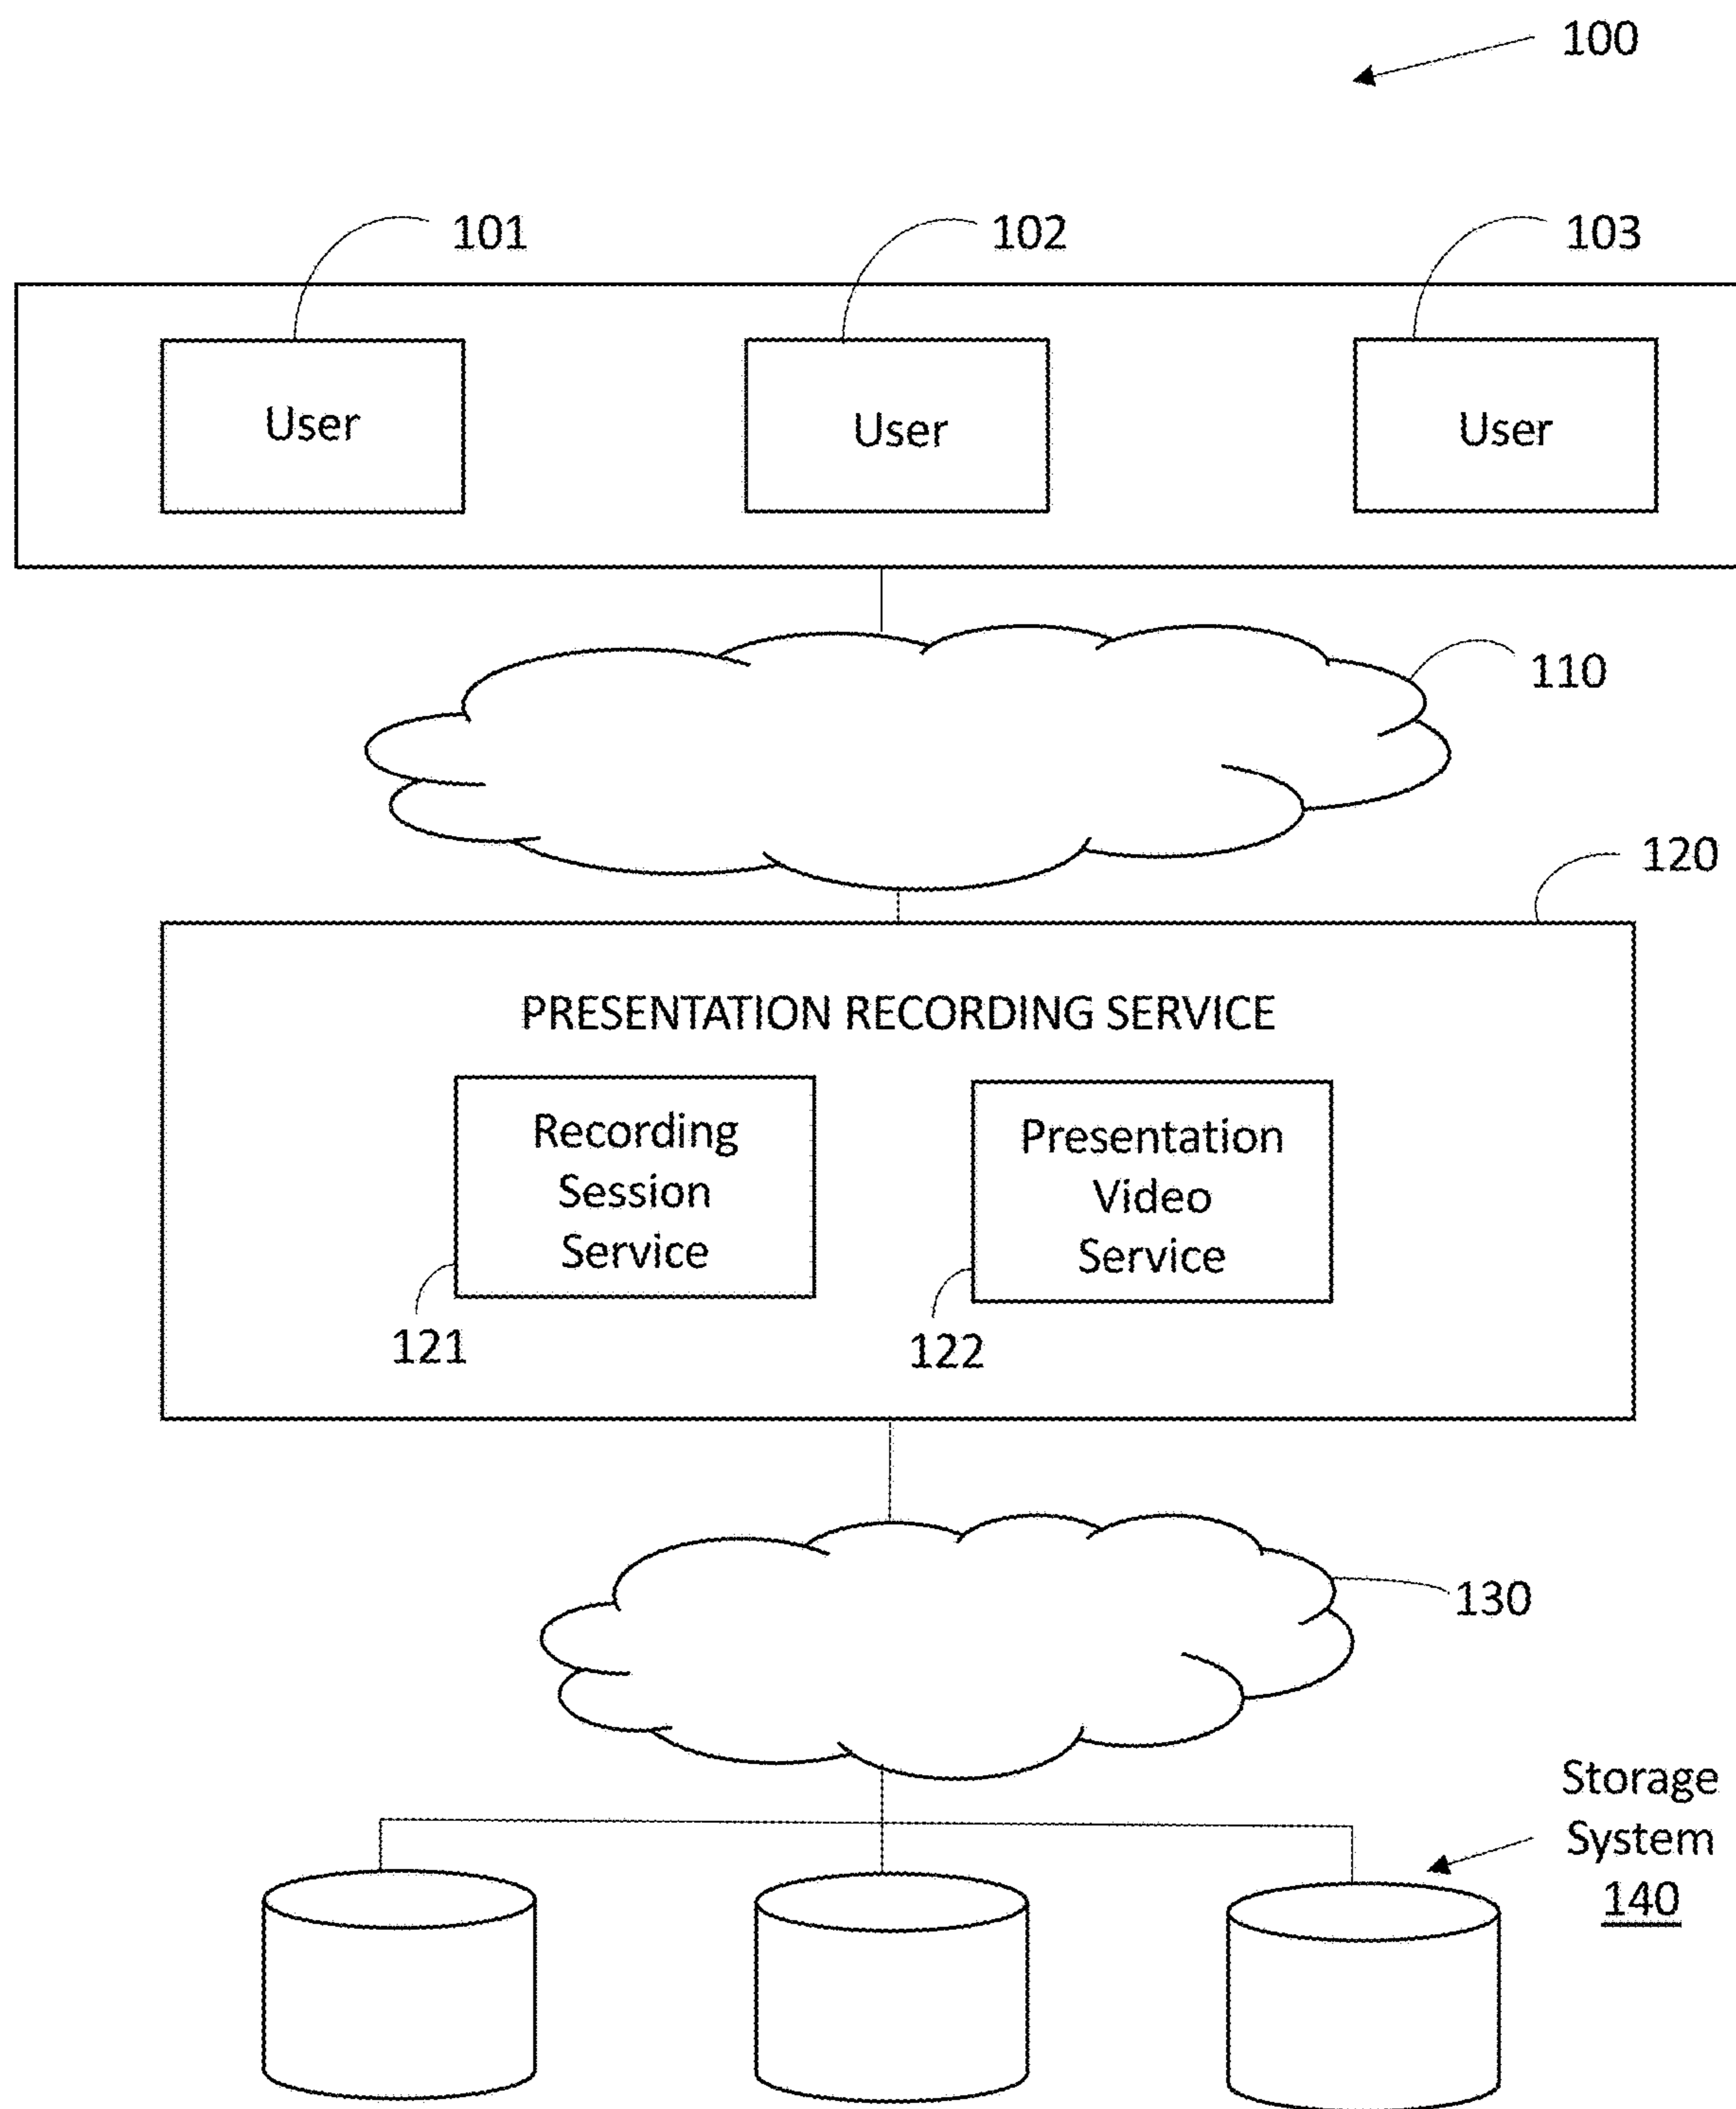 100
101
102
103
User
User
User
110
120
PRESENTATION RECORDING SERVICE
Recording
Session
Service
Presentation
Video
Service
121
122
130
Storage
System
140